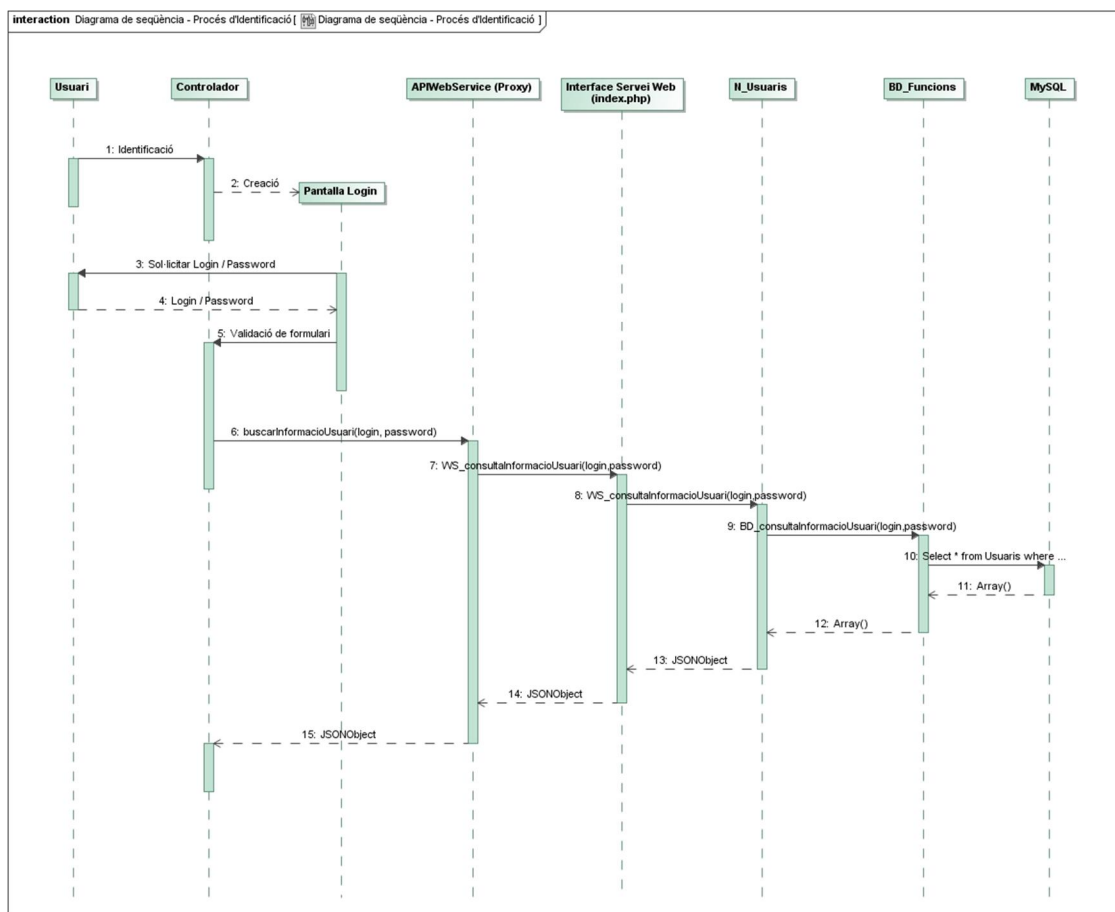 interaction Diagrama de seqüència - Procés d'Identificació [ Diagrama de seqüència - Procés d'Identificació ]
Usuari
Controlador
APIWebService (Proxy)
Interface Servei Web
(index.php)
N_Usuaris
BD_Funcions
MySQL
1: Identificació
2: Creació
Pantalla Login
3: Sol·licitar Login / Password
4: Login / Password
5: Validació de formulari
6: buscarInformacioUsuari(login, password)
7: WS_consultaInformacioUsuari(login,password)
8: WS_consultaInformacioUsuari(login,password)
9: BD_consultaInformacioUsuari(login,password)
10: Select * from Usuaris where ...
11: Array()
12: Array()
13: JSONObject
14: JSONObject
15: JSONObject